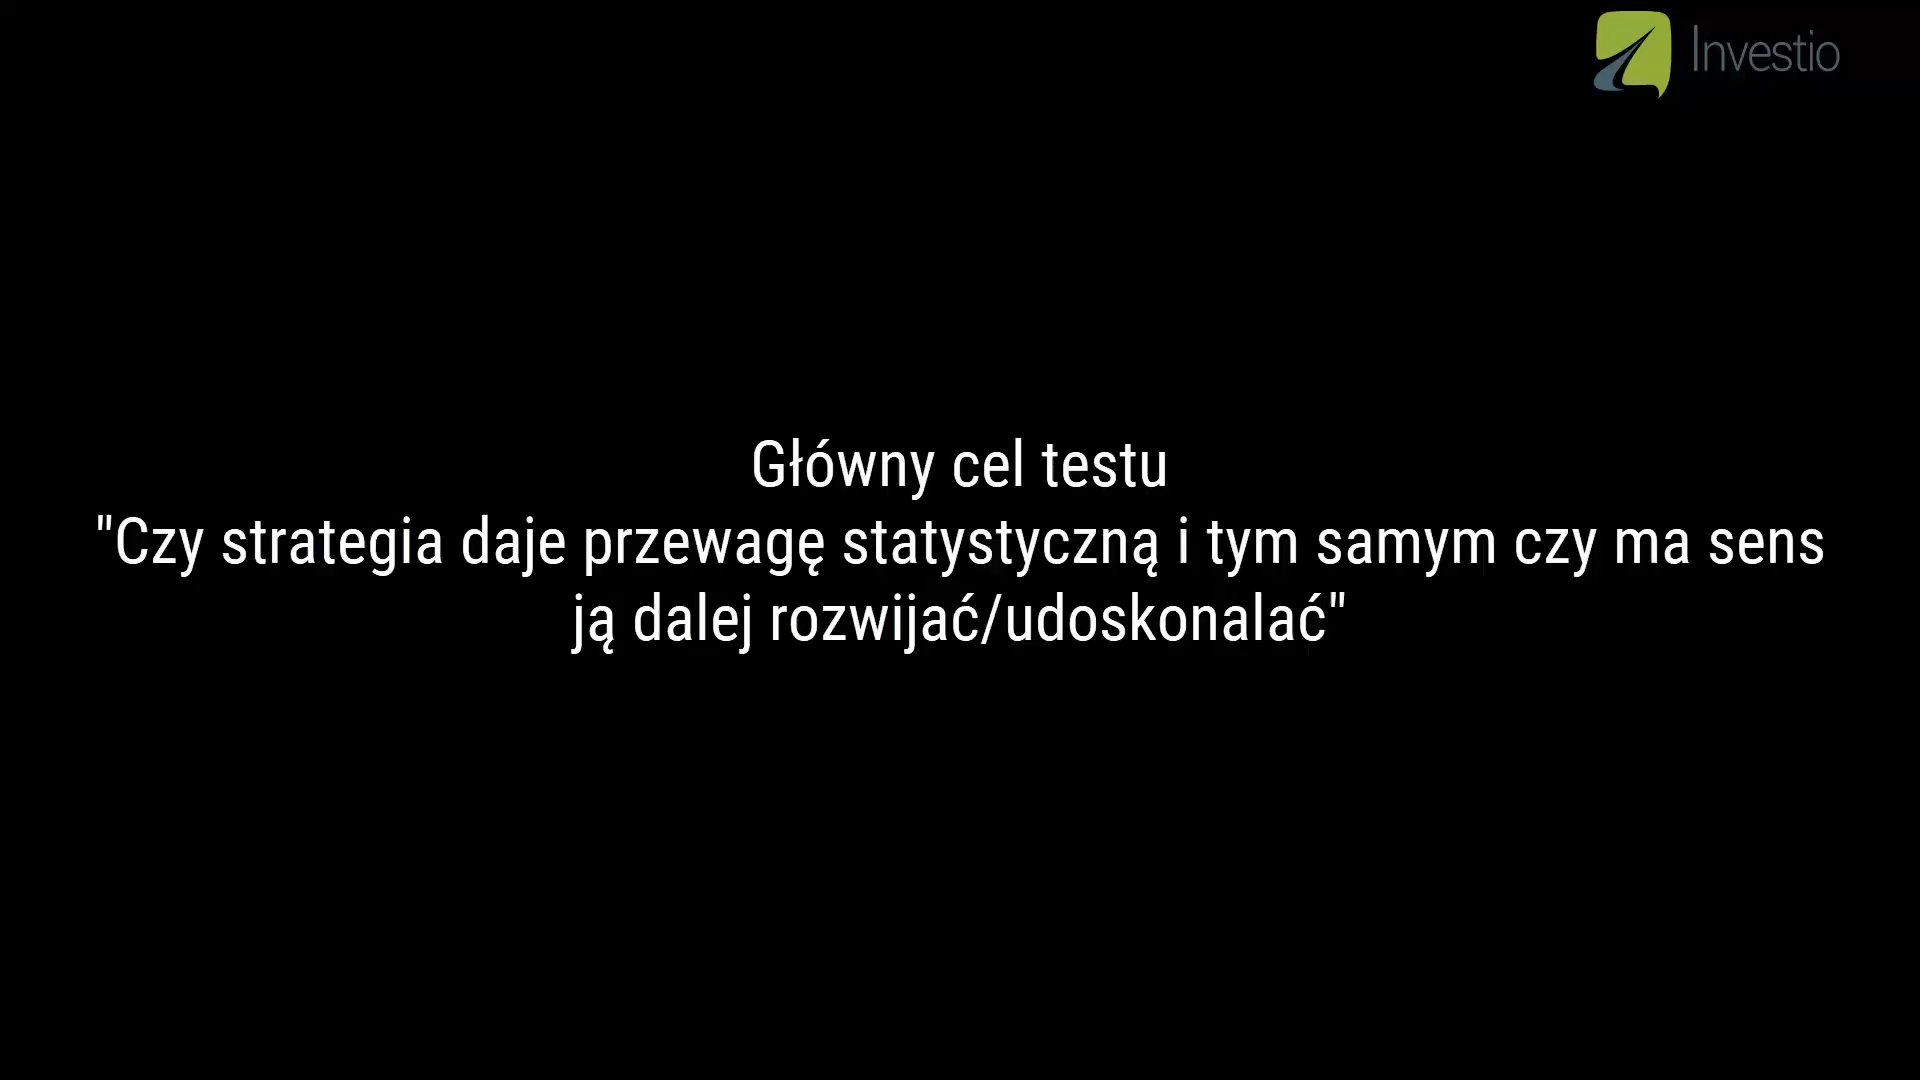 Investio
Główny cel testu
"Czy strategia daje przewagę statystyczną i tym samym czy ma sens
ją dalej rozwijać/udoskonalać"